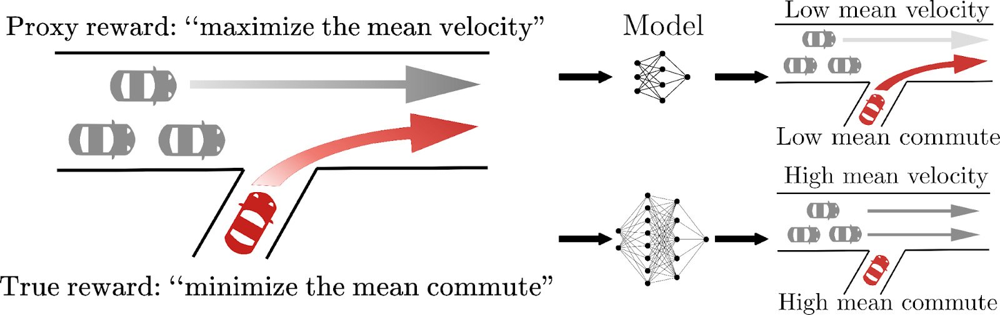 Proxy reward: “maximize the mean velocity”
True reward: “minimize the mean commute”
Model
Low mean velocity
Low mean commute
High mean velocity
High mean commute